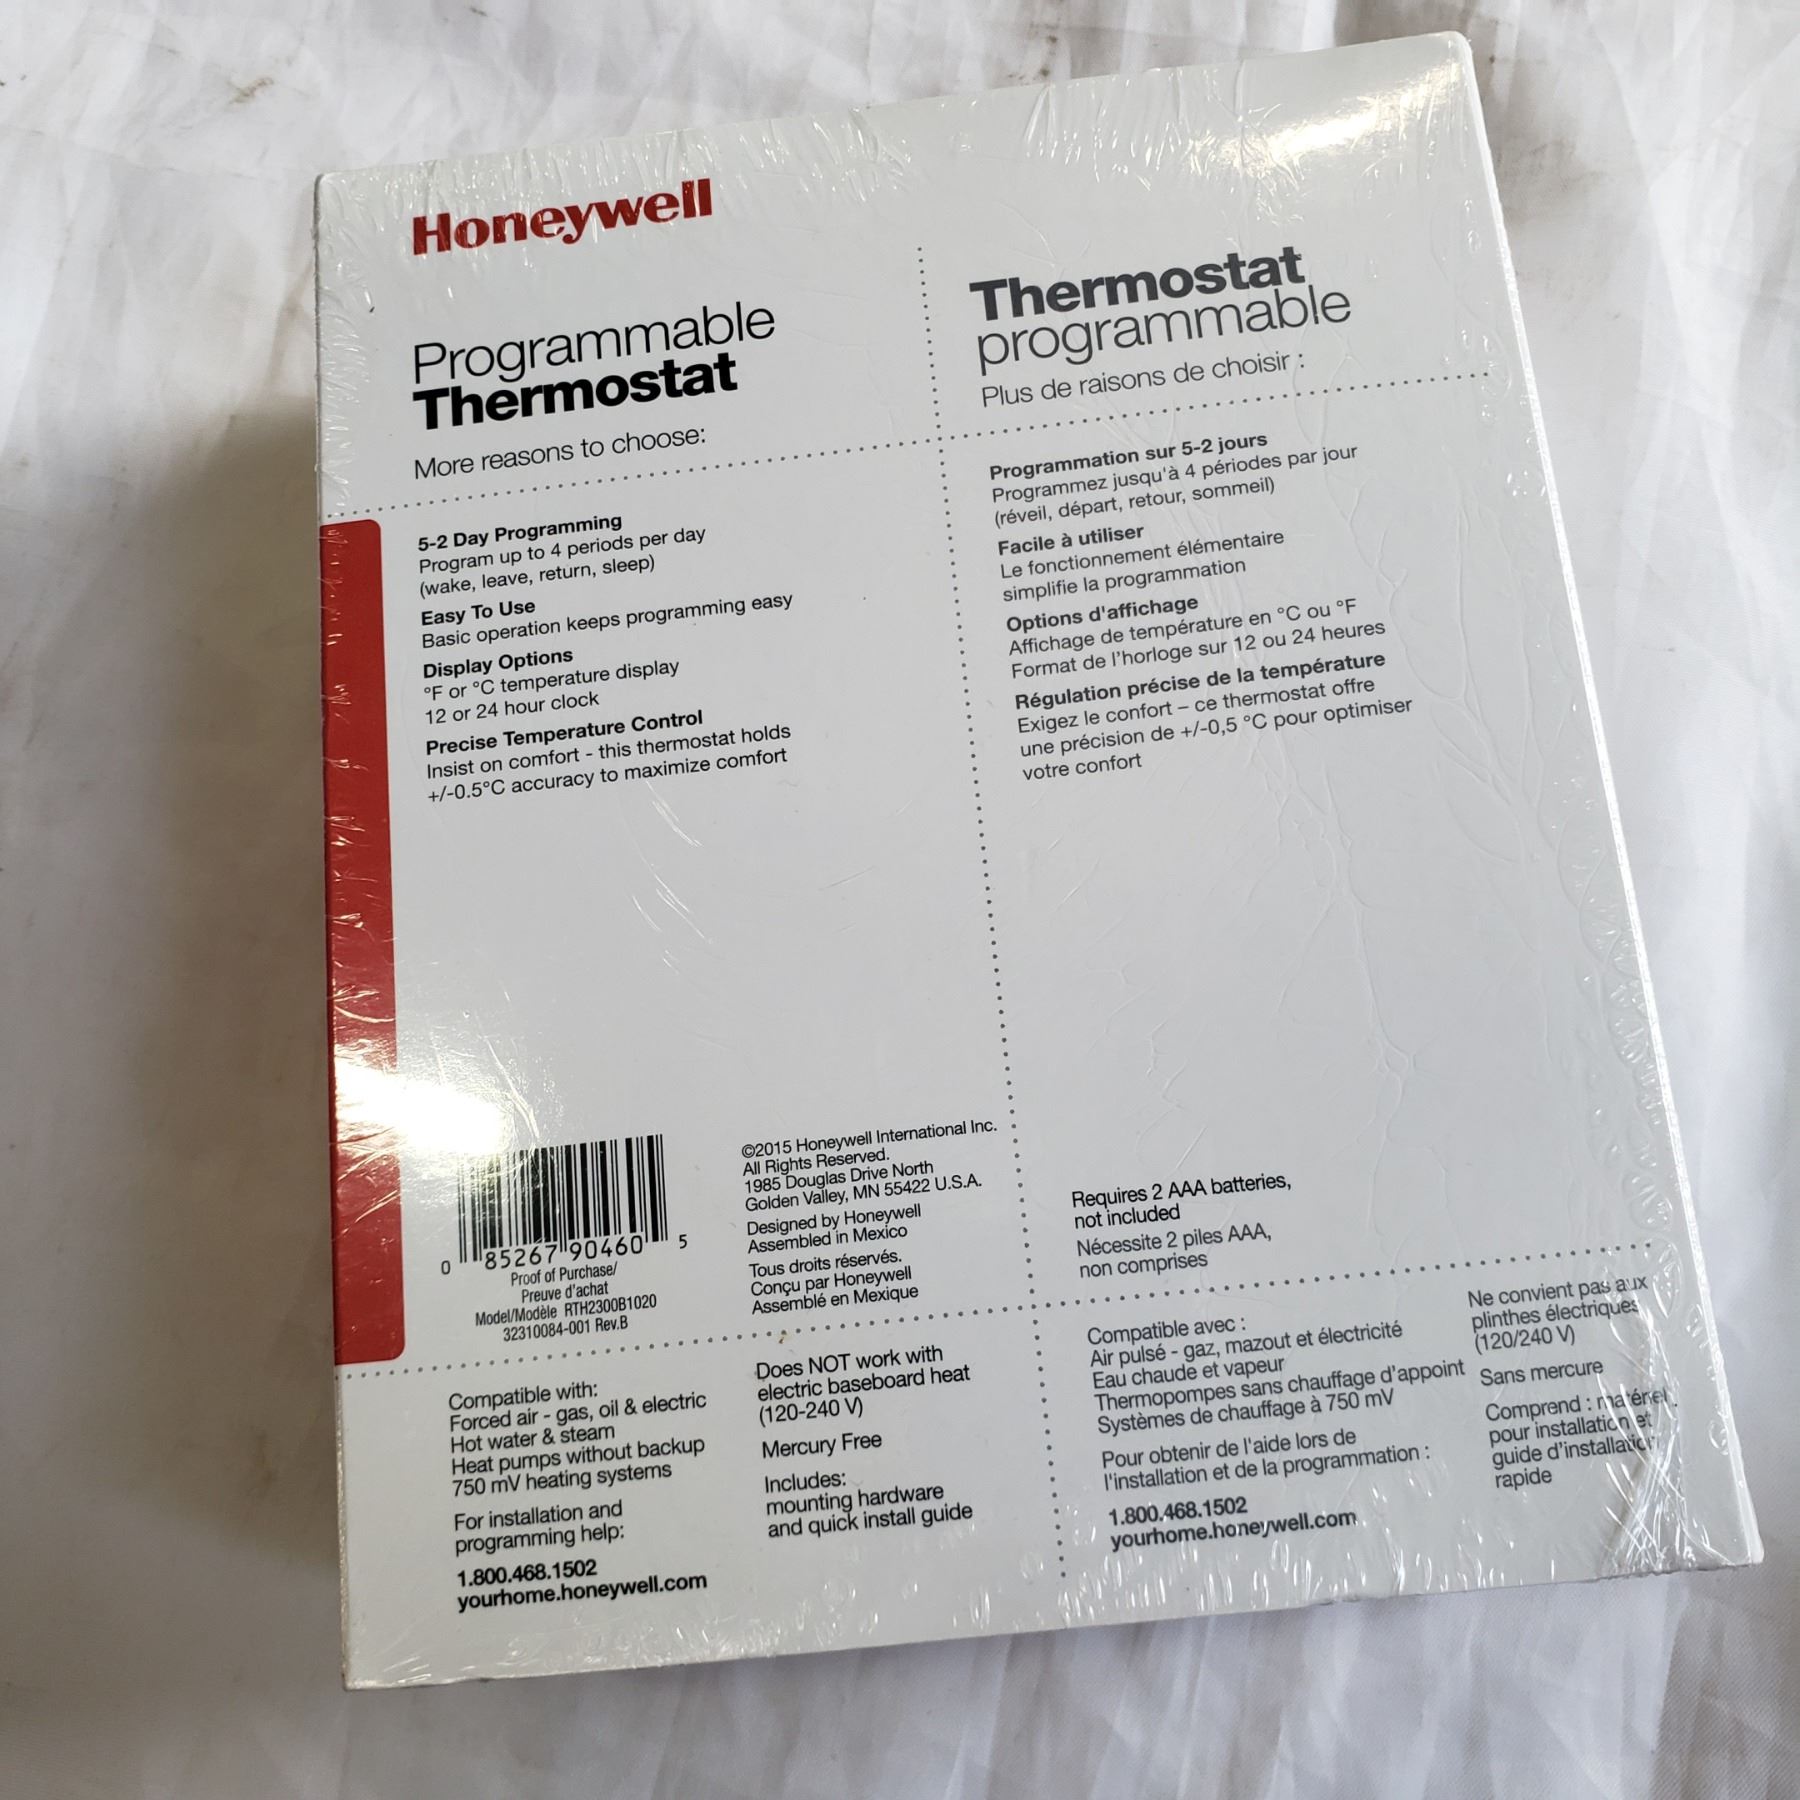 Honeywell
Programmable
Thermostat
More reasons to choose:
5-2 Day Programming
Program up to 4 periods per day
(wake, leave, return, sleep)
Easy To Use
Basic operation keeps programming easy
Display Options
°F or °C temperature display
12 or 24 hour clock
Precise Temperature Control
Insist on comfort - this thermostat holds
+/-0.5°C accuracy to maximize comfort
Thermostat
programmable
Plus de raisons de choisir :
Programmation sur 5-2 jours
Programmez jusqu'à 4 périodes par jour
(réveil, départ, retour, sommeil)
Facile à utiliser
Le fonctionnement élémentaire
simplifie la programmation
Options d'affichage
Affichage de température en °C ou °F
Format de l'horloge sur 12 ou 24 heures
Régulation précise de la température
Exigez le confort – ce thermostat offre
une précision de +/-0,5 °C pour optimiser
votre confort
0 85267 90460 5
Proof of Purchase/
Preuve d'achat
Model/Modèle RTH2300B1020
32310084-001 Rev.B
©2015 Honeywell International Inc.
All Rights Reserved.
1985 Douglas Drive North
Golden Valley, MN 55422 U.S.A.
Designed by Honeywell
Assembled in Mexico
Tous droits réservés.
Conçu par Honeywell
Assemblé en Mexique
Requires 2 AAA batteries,
not included
Nécessite 2 piles AAA,
non comprises
Compatible with:
Forced air - gas, oil & electric
Hot water & steam
Heat pumps without backup
750 mV heating systems
For installation and
programming help:
1.800.468.1502
yourhome.honeywell.com
Does NOT work with
electric baseboard heat
(120-240 V)
Mercury Free
Includes:
mounting hardware
and quick install guide
Compatible avec :
Air pulsé - gaz, mazout et électricité
Eau chaude et vapeur
Thermopompes sans chauffage d'appoint
Systèmes de chauffage à 750 mV
Pour obtenir de l'aide lors de
l'installation et de la programmation :
1.800.468.1502
yourhome.honeywell.com
Ne convient pas aux
plinthes électriques
(120/240 V)
Sans mercure
Comprend : matériel
pour installation et
guide d'installation
rapide